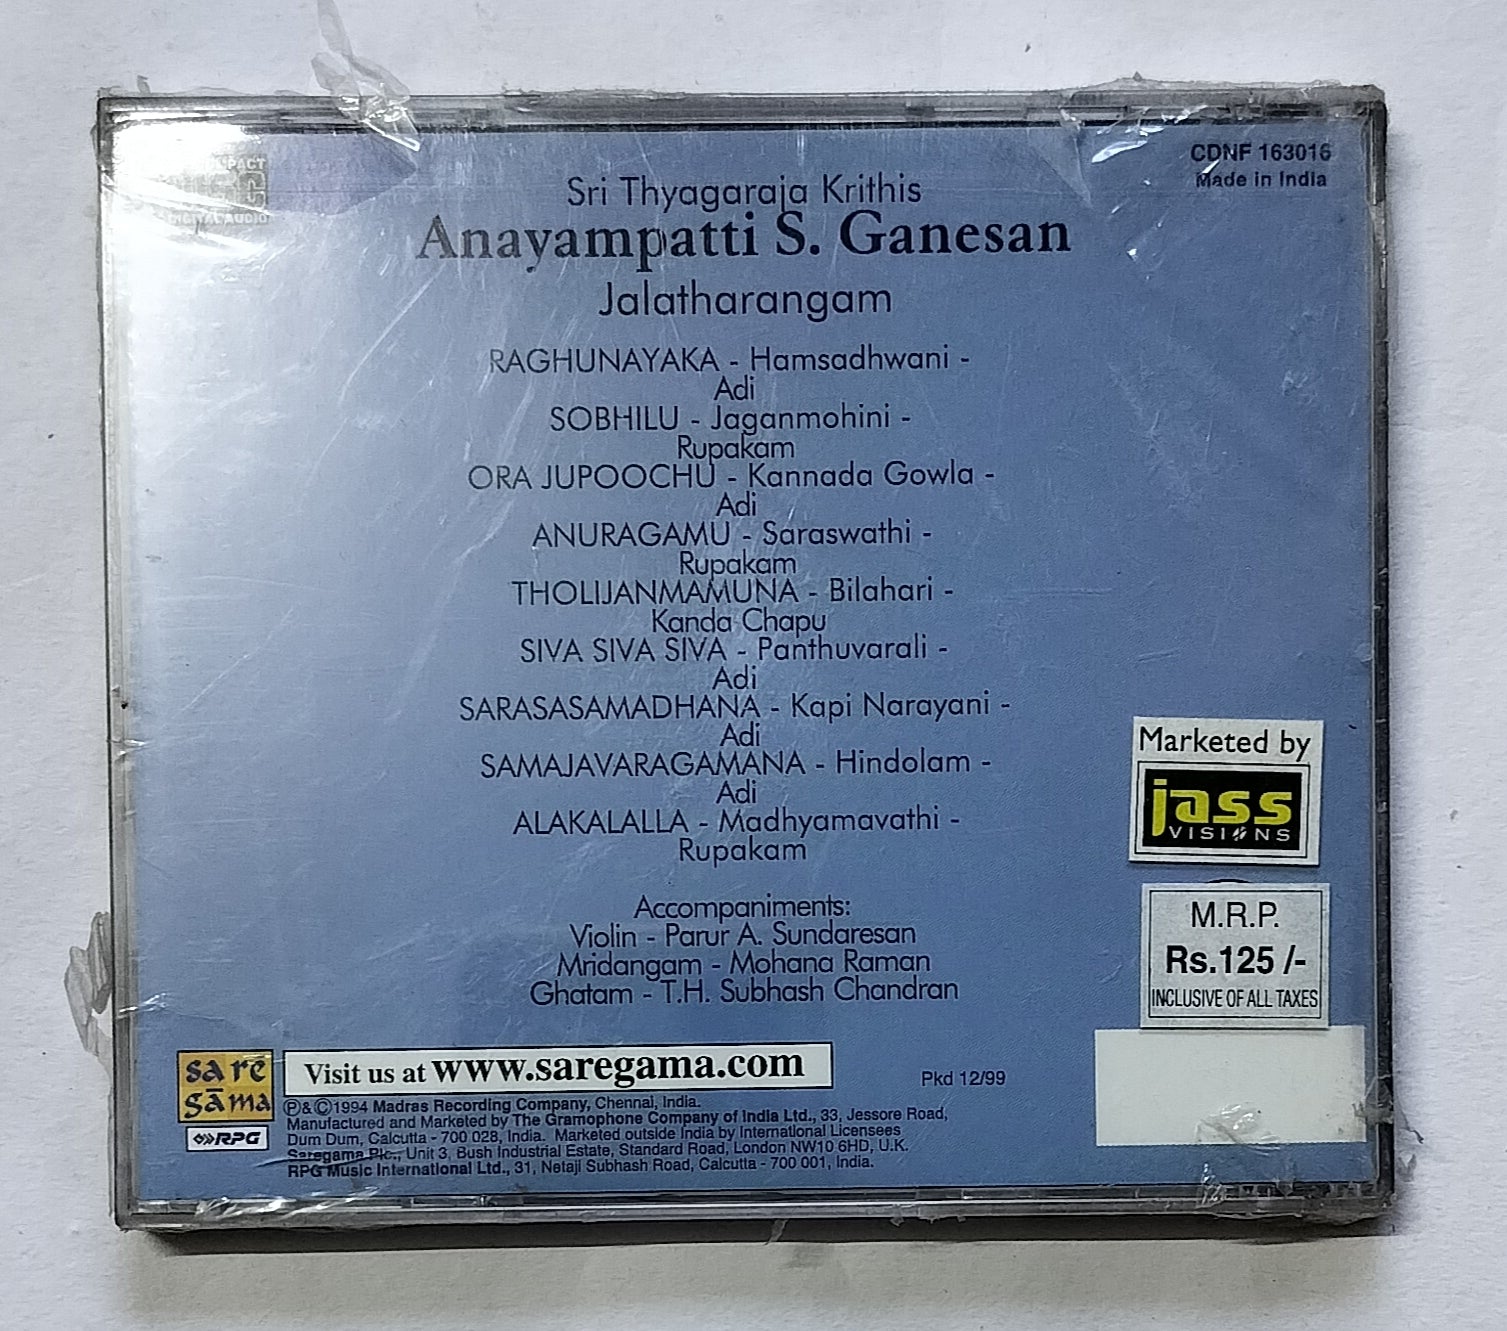 COMPACT
DIGITAL AUDIO
CDNF 163016
Made in India
Sri Thyagaraja Krithis
Anayampatti S. Ganesan
Jalatharangam
RAGHUNAYAKA - Hamsadhwani -
Adi
SOBHILU - Jaganmohini -
Rupakam
ORA JUPOOCHU - Kannada Gowla -
Adi
ANURAGAMU - Saraswathi -
Rupakam
THOLIJANMAMUNA - Bilahari -
Kanda Chapu
SIVA SIVA SIVA - Panthuvarali -
Adi
SARASASAMADHANA - Kapi Narayani -
Adi
SAMAJAVARAGAMANA - Hindolam -
Adi
ALAKALALLA - Madhyamavathi -
Rupakam
Accompaniments:
Violin - Parur A. Sundaresan
Mridangam - Mohana Raman
Ghatam - T.H. Subhash Chandran
Marketed by
jass
VISIONS
M.R.P.
Rs.125 /-
INCLUSIVE OF ALL TAXES
sa re
gāma
RPG
Visit us at www.saregama.com
Pkd 12/99
℗&©1994 Madras Recording Company, Chennai, India.
Manufactured and Marketed by The Gramophone Company of India Ltd., 33, Jessore Road,
Dum Dum, Calcutta - 700 028, India. Marketed outside India by International Licensees
Saregama Plc., Unit 3, Bush Industrial Estate, Standard Road, London NW10 6HD, U.K.
RPG Music International Ltd., 31, Netaji Subhash Road, Calcutta - 700 001, India.